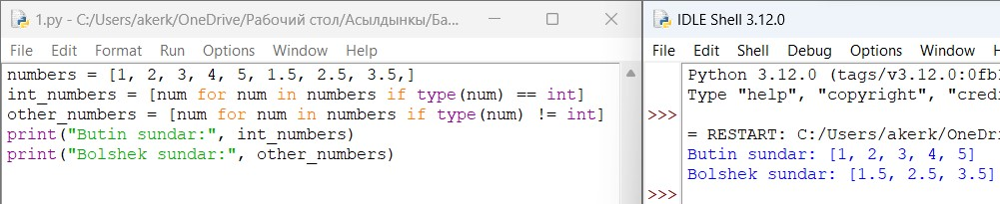 1.py - C:/Users/akerk/OneDrive/Рабочий стол/Асылдынкы/Ба...
File Edit Format Run Options Window Help
numbers = [1, 2, 3, 4, 5, 1.5, 2.5, 3.5,]
int_numbers = [num for num in numbers if type(num) == int]
other_numbers = [num for num in numbers if type(num) != int]
print("Butin sundar:", int_numbers)
print("Bolshek sundar:", other_numbers)
IDLE Shell 3.12.0
File Edit Shell Debug Options Window
Python 3.12.0 (tags/v3.12.0:0fb
Type "help", "copyright", "cred
>>>
= RESTART: C:/Users/akerk/OneDri
Butin sundar: [1, 2, 3, 4, 5]
Bolshek sundar: [1.5, 2.5, 3.5]
>>>